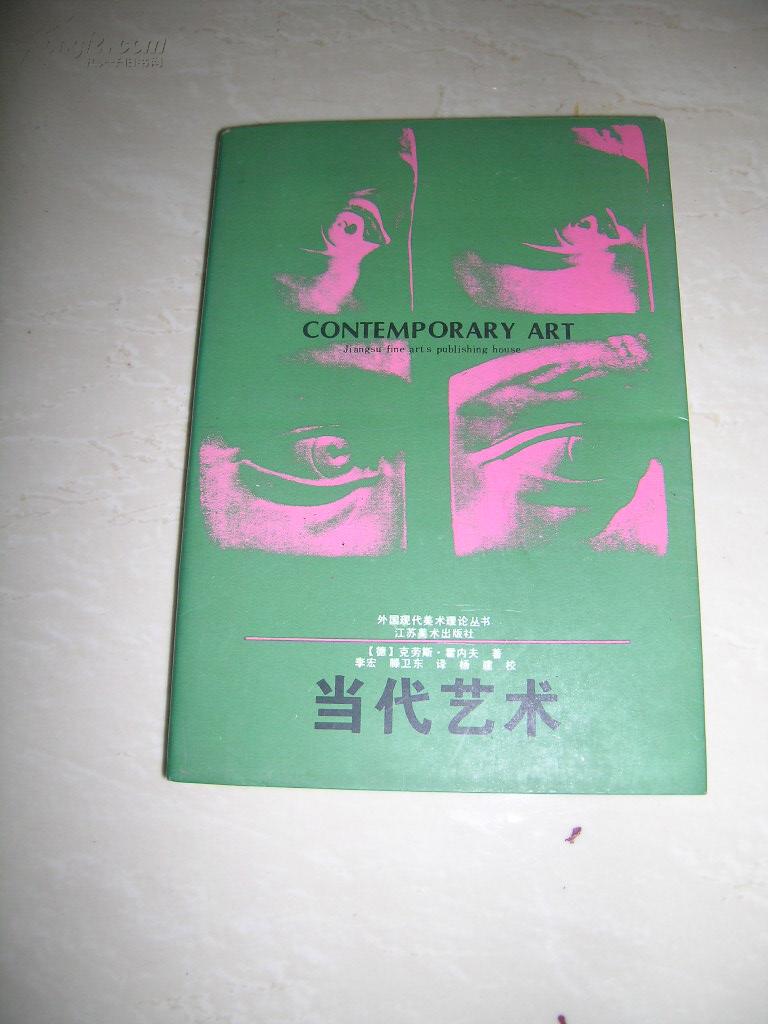 CONTEMPORARY ART
Jiangsu fine arts publishing house
外国现代美术理论丛书
江苏美术出版社
【德】克劳斯·霍内夫 著
李宏 滕卫东 译 杨建 校
当代艺术